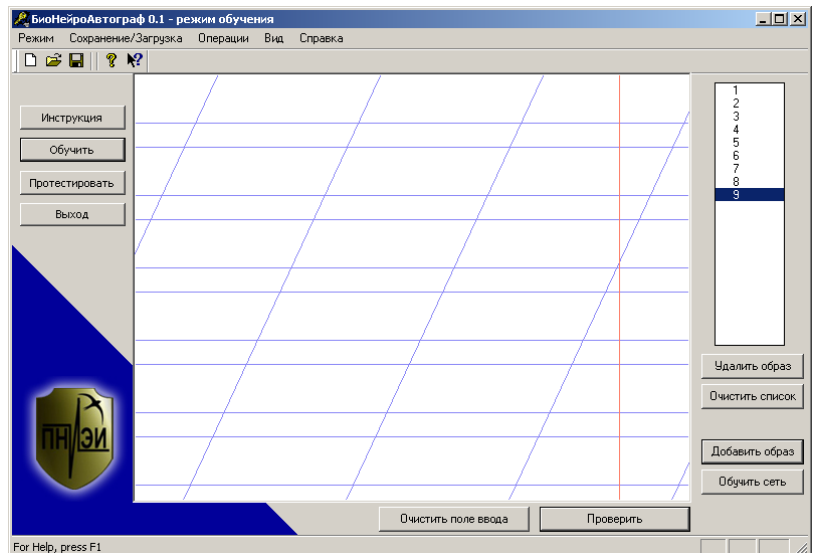 БиоНейроАвтограф 0.1 - режим обучения
Режим Сохранение/Загрузка Операции Вид Справка
Инструкция
Обучить
Протестировать
Выход
ПНИЭИ
1
2
3
4
5
6
7
8
9
Удалить образ
Очистить список
Добавить образ
Обучить сеть
Очистить поле ввода
Проверить
For Help, press F1